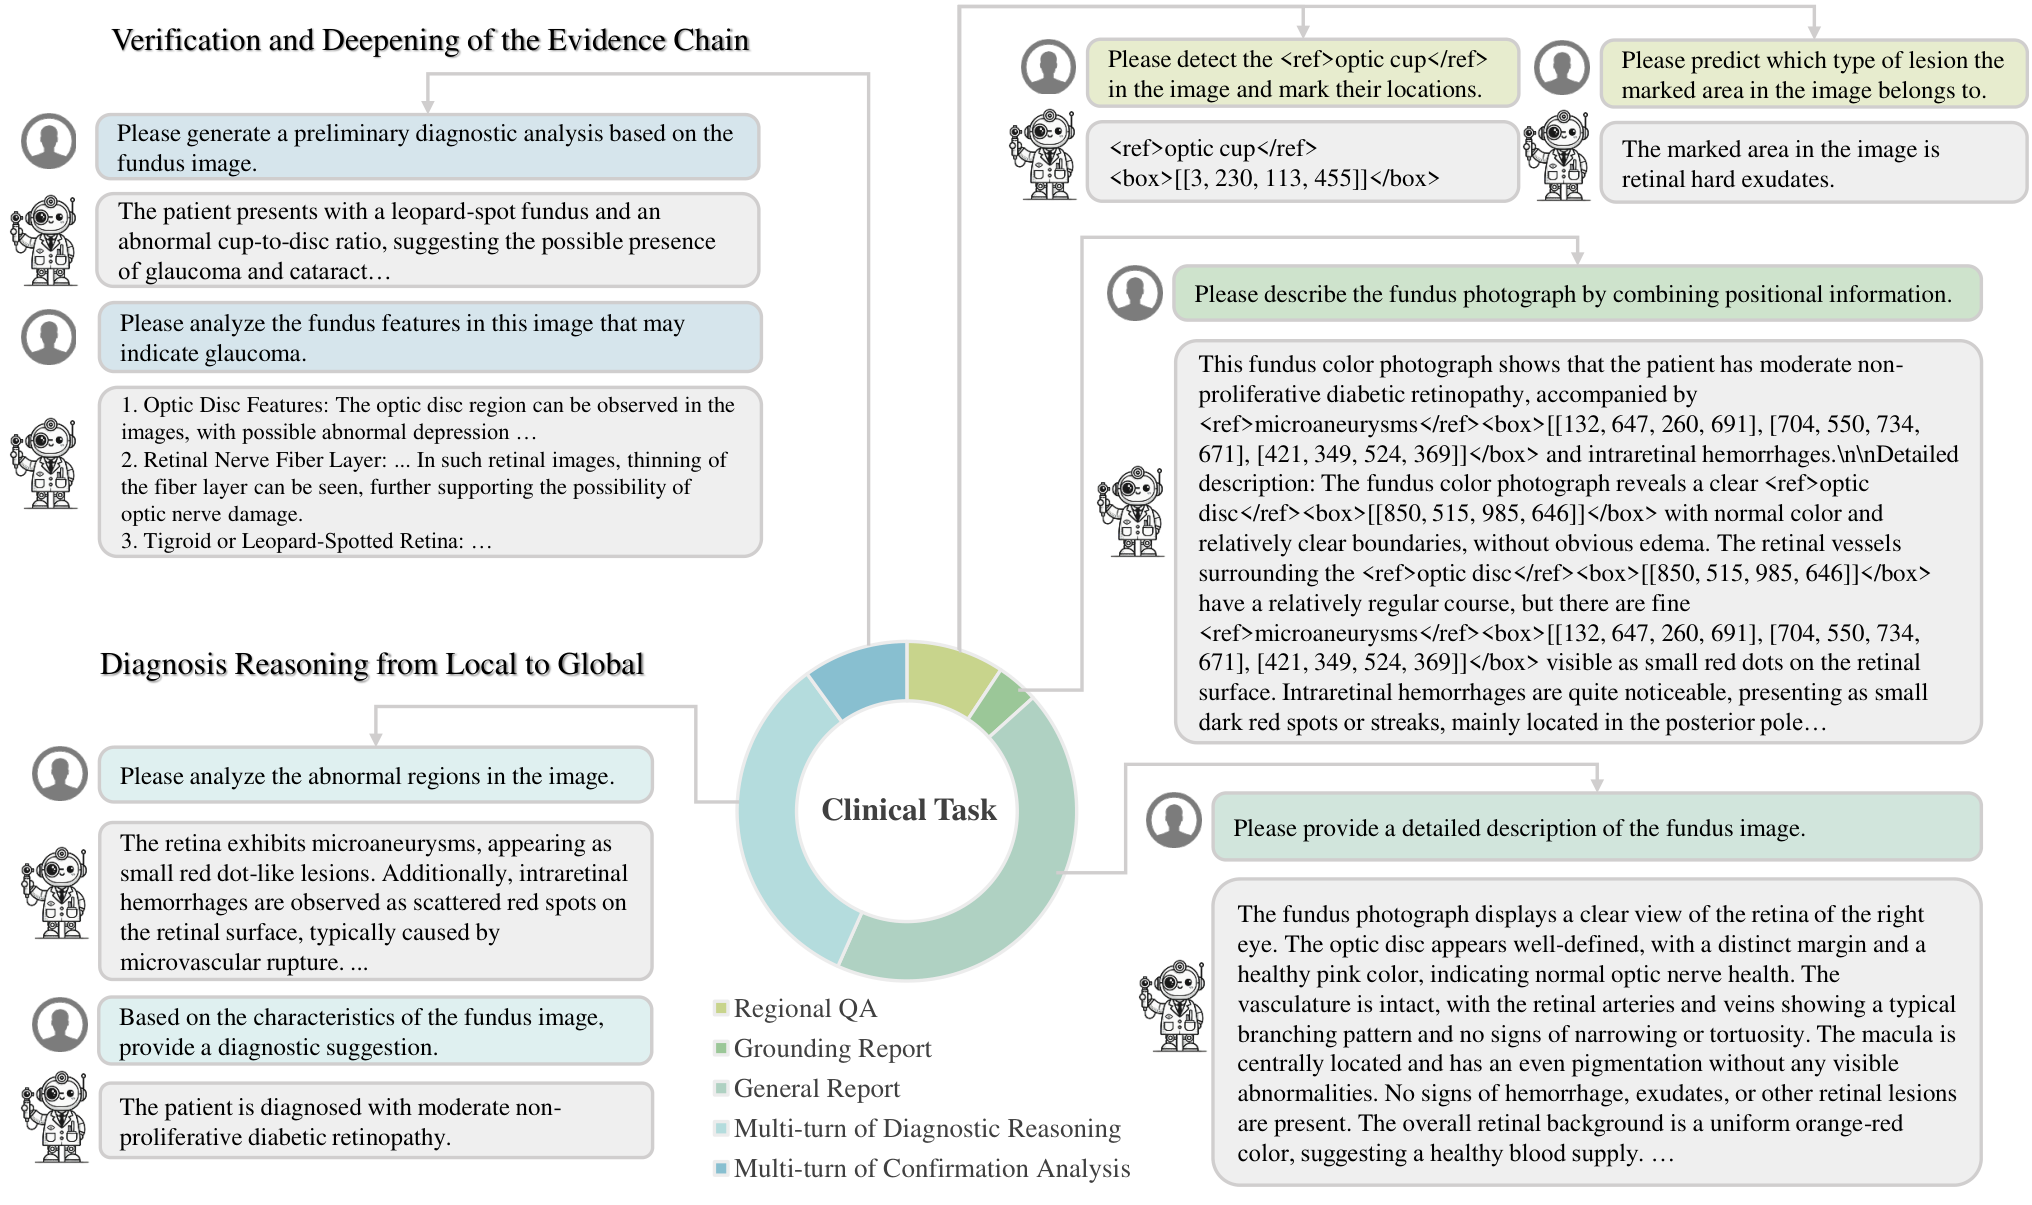 Verification and Deepening of the Evidence Chain
Please generate a preliminary diagnostic analysis based on the
fundus image.
The patient presents with a leopard-spot fundus and an
abnormal cup-to-disc ratio, suggesting the possible presence
of glaucoma and cataract…
Please analyze the fundus features in this image that may
indicate glaucoma.
1. Optic Disc Features: The optic disc region can be observed in the
images, with possible abnormal depression …
2. Retinal Nerve Fiber Layer: ... In such retinal images, thinning of
the fiber layer can be seen, further supporting the possibility of
optic nerve damage.
3. Tigroid or Leopard-Spotted Retina: …
Diagnosis Reasoning from Local to Global
Please analyze the abnormal regions in the image.
The retina exhibits microaneurysms, appearing as
small red dot-like lesions. Additionally, intraretinal
hemorrhages are observed as scattered red spots on
the retinal surface, typically caused by
microvascular rupture. ...
Based on the characteristics of the fundus image,
provide a diagnostic suggestion.
The patient is diagnosed with moderate non-
proliferative diabetic retinopathy.
Clinical Task
Regional QA
Grounding Report
General Report
Multi-turn of Diagnostic Reasoning
Multi-turn of Confirmation Analysis
Please detect the <ref>optic cup</ref>
in the image and mark their locations.
<ref>optic cup</ref>
<box>[[3, 230, 113, 455]]</box>
Please predict which type of lesion the
marked area in the image belongs to.
The marked area in the image is
retinal hard exudates.
Please describe the fundus photograph by combining positional information.
This fundus color photograph shows that the patient has moderate non-
proliferative diabetic retinopathy, accompanied by
<ref>microaneurysms</ref><box>[[132, 647, 260, 691], [704, 550, 734,
671], [421, 349, 524, 369]]</box> and intraretinal hemorrhages.\n\nDetailed
description: The fundus color photograph reveals a clear <ref>optic
disc</ref><box>[[850, 515, 985, 646]]</box> with normal color and
relatively clear boundaries, without obvious edema. The retinal vessels
surrounding the <ref>optic disc</ref><box>[[850, 515, 985, 646]]</box>
have a relatively regular course, but there are fine
<ref>microaneurysms</ref><box>[[132, 647, 260, 691], [704, 550, 734,
671], [421, 349, 524, 369]]</box> visible as small red dots on the retinal
surface. Intraretinal hemorrhages are quite noticeable, presenting as small
dark red spots or streaks, mainly located in the posterior pole…
Please provide a detailed description of the fundus image.
The fundus photograph displays a clear view of the retina of the right
eye. The optic disc appears well-defined, with a distinct margin and a
healthy pink color, indicating normal optic nerve health. The
vasculature is intact, with the retinal arteries and veins showing a typical
branching pattern and no signs of narrowing or tortuosity. The macula is
centrally located and has an even pigmentation without any visible
abnormalities. No signs of hemorrhage, exudates, or other retinal lesions
are present. The overall retinal background is a uniform orange-red
color, suggesting a healthy blood supply. …